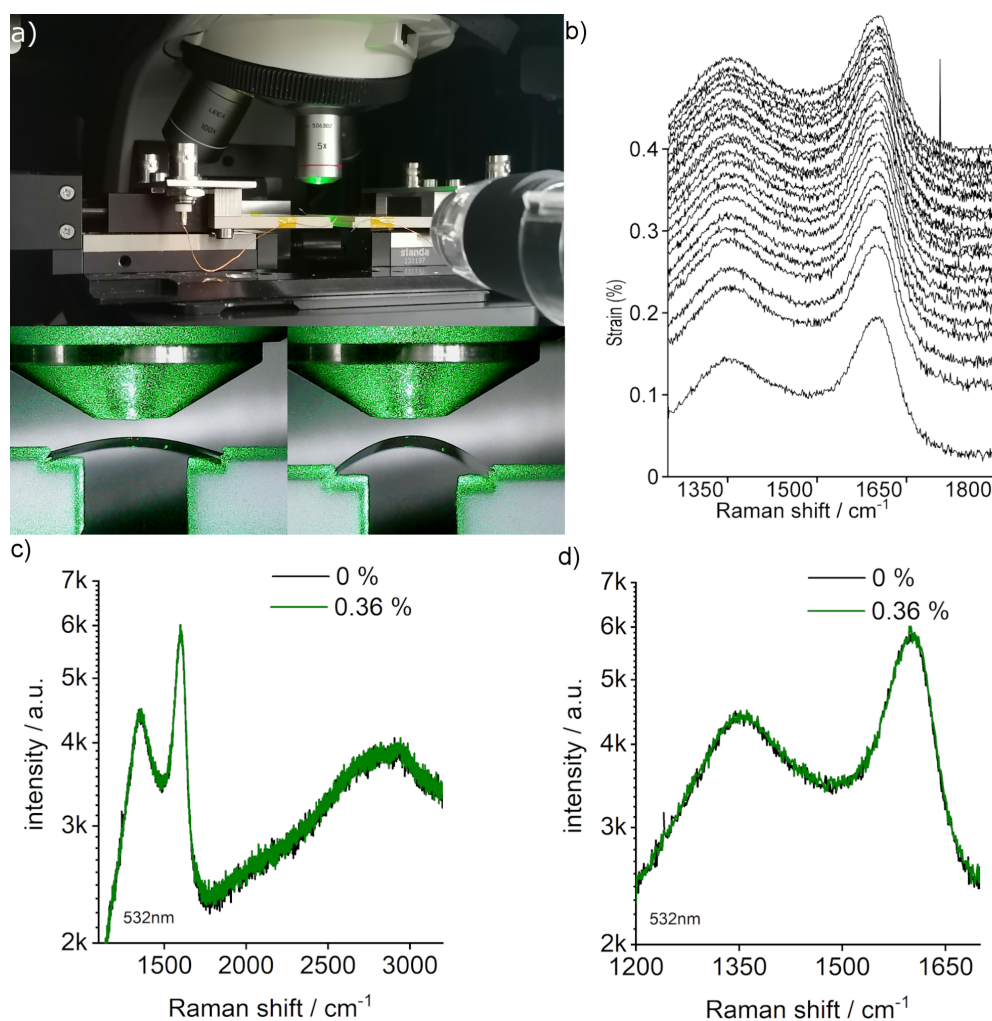 a)
LEICA
100x
506302
5x
standa
b)
0.4
0.3
0.2
0.1
0
Strain (%)
1350 1500 1650 1800
Raman shift / cm⁻¹
c)
0 %
0.36 %
7k
6k
5k
4k
3k
2k
intensity / a.u.
532nm
1500 2000 2500 3000
Raman shift / cm⁻¹
d)
0 %
0.36 %
7k
6k
5k
4k
3k
2k
intensity / a.u.
532nm
1200 1350 1500 1650
Raman shift / cm⁻¹